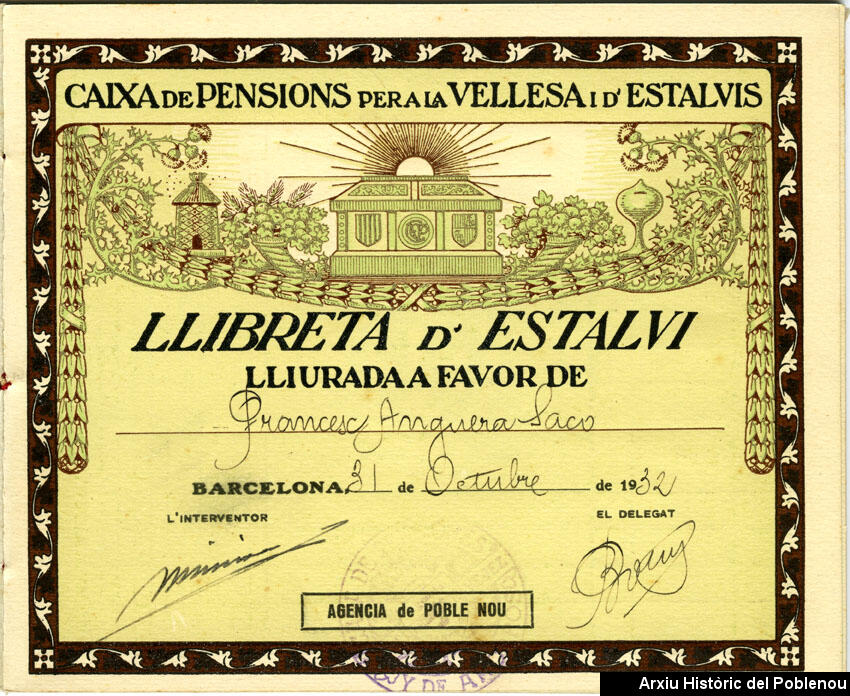 CAIXA DE PENSIONS PER A LA VELLESA I D'ESTALVIS
LLIBRETA D'ESTALVI
LLIURADA A FAVOR DE
Francesc Anguera Saco
BARCELONA, 31 de Octubre de 1932
L'INTERVENTOR EL DELEGAT
AGENCIA de POBLE NOU
Arxiu Històric del Poblenou